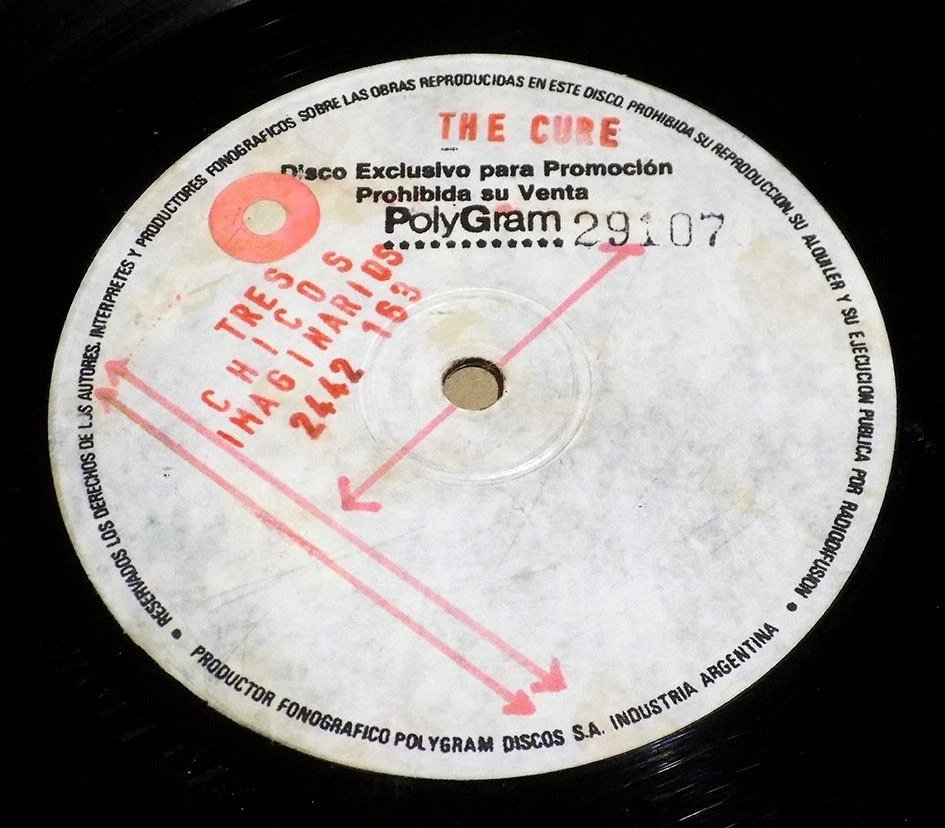 RESERVADOS LOS DERECHOS DE LOS AUTORES, INTERPRETES Y PRODUCTORES FONOGRAFICOS SOBRE LAS OBRAS REPRODUCIDAS EN ESTE DISCO. PROHIBIDA SU REPRODUCCION, SU ALQUILER Y SU EJECUCION PUBLICA POR RADIODIFUSION •
THE CURE
Disco Exclusivo para Promoción
Prohibida su Venta
PolyGram 29107
TRES
CHICOS
IMAGINARIOS
2442 163
• PRODUCTOR FONOGRAFICO POLYGRAM DISCOS S.A. INDUSTRIA ARGENTINA